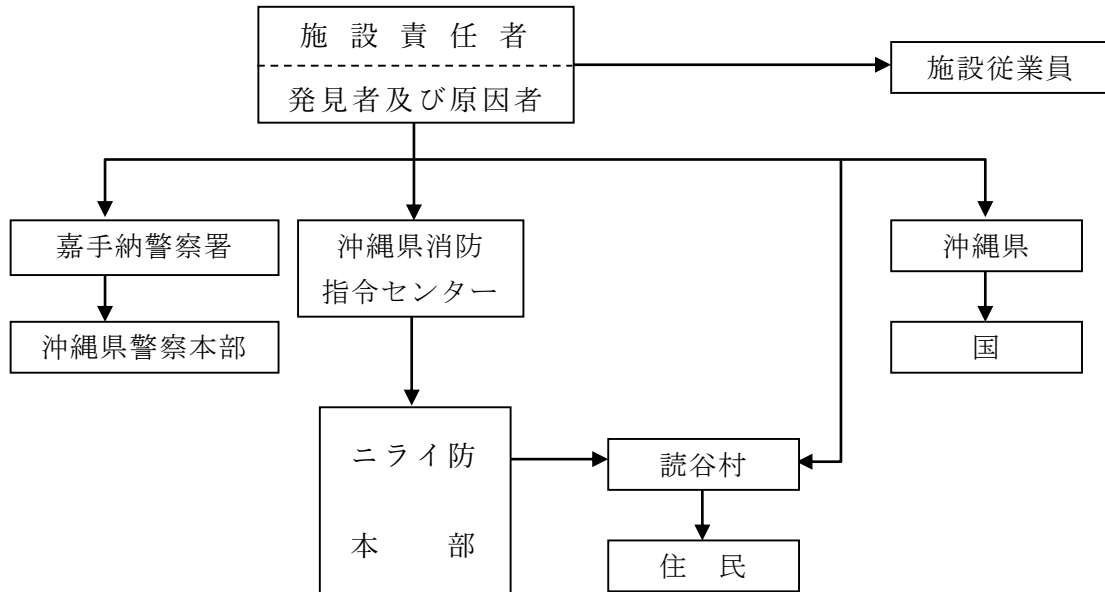 施設責任者
発見者及び原因者
施設従業員
嘉手納警察署
沖縄県消防
指令センター
沖縄県
沖縄県警察本部
国
ニライ防
本　部
読谷村
住　民